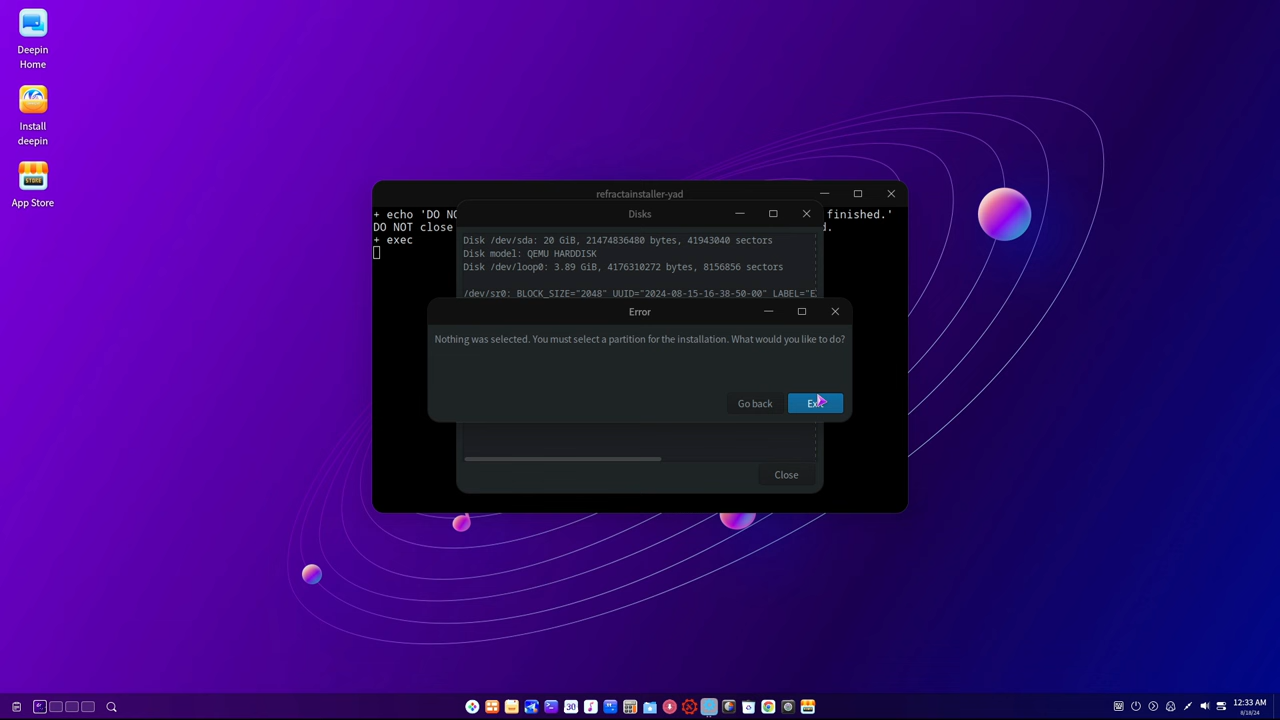 Deepin
Home
Install
deepin
App Store
refractainstaller-yad
+ echo 'DO NO
finished.'
DO NOT close
d.
+ exec
Disks
Disk /dev/sda: 20 GiB, 21474836480 bytes, 41943040 sectors
Disk model: QEMU HARDDISK
Disk /dev/loop0: 3.89 GiB, 4176310272 bytes, 8156856 sectors
/dev/sr0: BLOCK_SIZE="2048" UUID="2024-08-15-16-38-50-00" LABEL="E
Error
Nothing was selected. You must select a partition for the installation. What would you like to do?
Go back
Close
30
12:33 AM
8/18/24